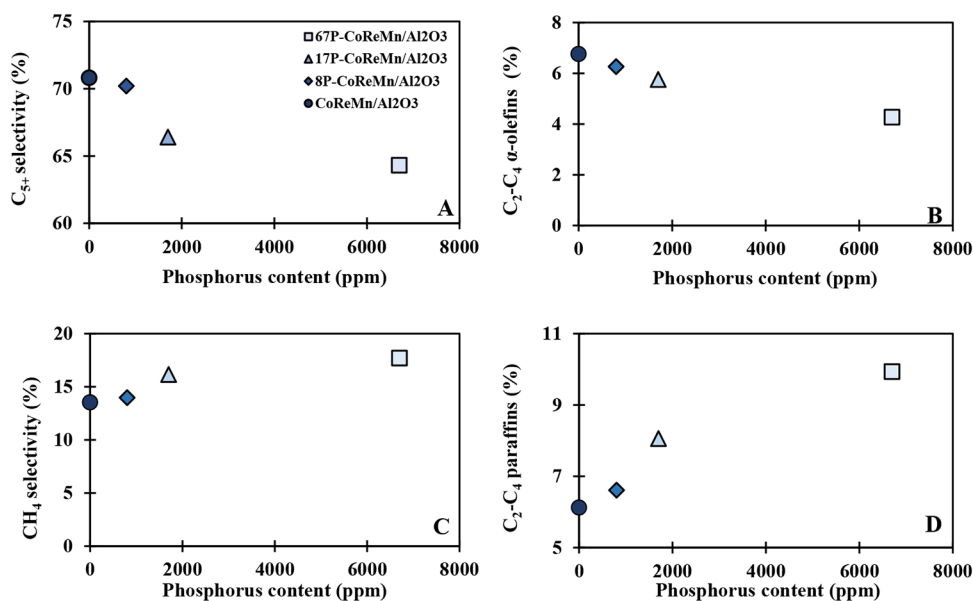 75
70
65
60
C5+ selectivity (%)
67P-CoReMn/Al2O3
17P-CoReMn/Al2O3
8P-CoReMn/Al2O3
CoReMn/Al2O3
A
0 2000 4000 6000 8000
Phosphorus content (ppm)
8
6
4
2
0
C2-C4 α-olefins (%)
B
0 2000 4000 6000 8000
Phosphorus content (ppm)
20
15
10
5
0
CH4 selectivity (%)
C
0 2000 4000 6000 8000
Phosphorus content (ppm)
11
9
7
5
C2-C4 paraffins (%)
D
0 2000 4000 6000 8000
Phosphorus content (ppm)